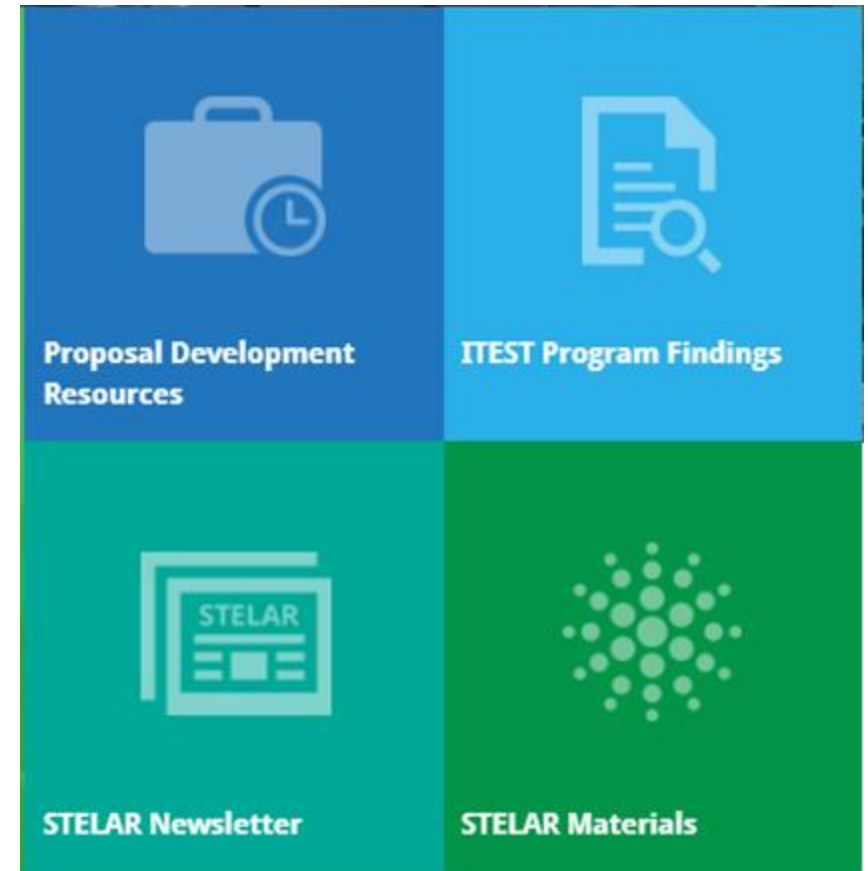 Proposal Development
Resources
ITEST Program Findings
STELAR
STELAR Newsletter
STELAR Materials